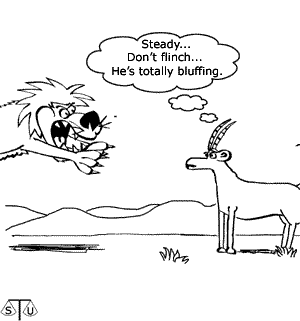 Steady...
Don't flinch...
He's totally bluffing.
S U